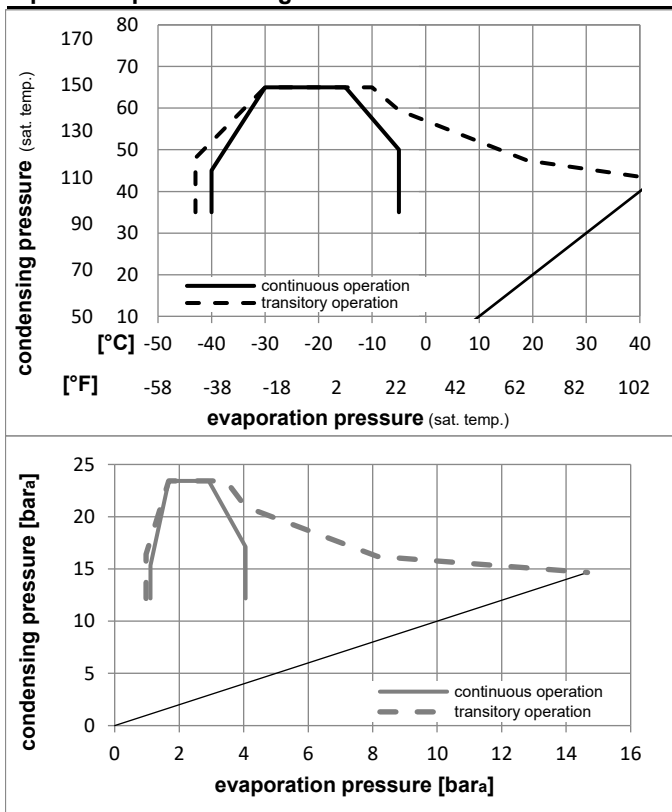 170
150
130
110
90
70
50
condensing pressure (sat. temp.)
80
70
60
50
40
30
20
10
continuous operation
transitory operation
[°C] -50 -40 -30 -20 -10 0 10 20 30 40
[°F] -58 -38 -18 2 22 42 62 82 102
evaporation pressure (sat. temp.)
condensing pressure [bara]
25
20
15
10
5
0
continuous operation
transitory operation
0 2 4 6 8 10 12 14 16
evaporation pressure [bara]